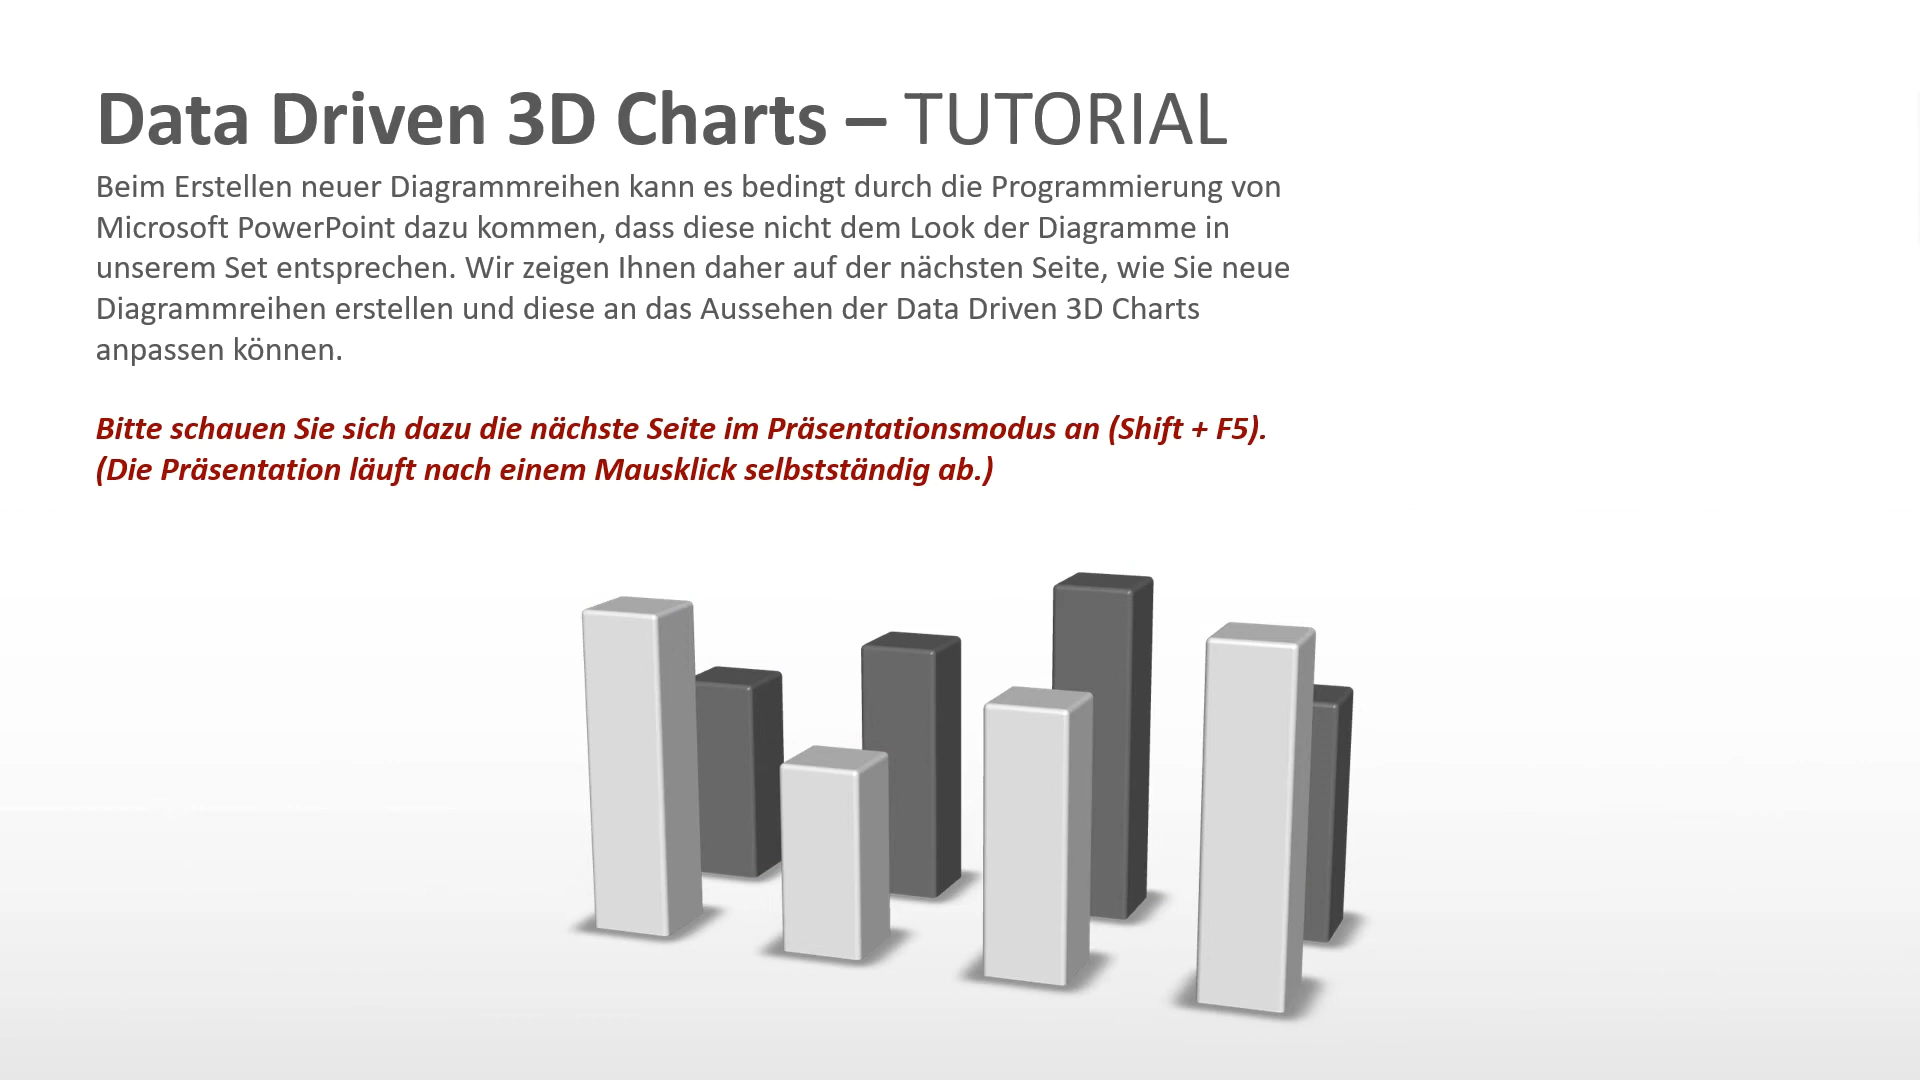 Data Driven 3D Charts – TUTORIAL
Beim Erstellen neuer Diagrammreihen kann es bedingt durch die Programmierung von
Microsoft PowerPoint dazu kommen, dass diese nicht dem Look der Diagramme in
unserem Set entsprechen. Wir zeigen Ihnen daher auf der nächsten Seite, wie Sie neue
Diagrammreihen erstellen und diese an das Aussehen der Data Driven 3D Charts
anpassen können.
Bitte schauen Sie sich dazu die nächste Seite im Präsentationsmodus an (Shift + F5).
(Die Präsentation läuft nach einem Mausklick selbstständig ab.)